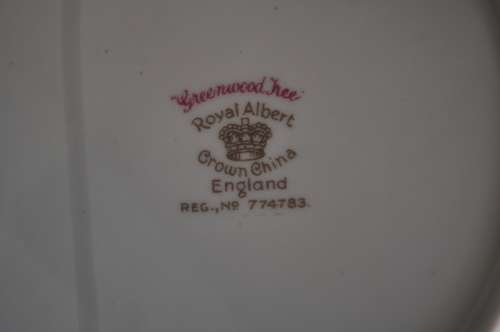 "Greenwood Tree"
Royal Albert
Crown China
England
REG., Nº 774783.